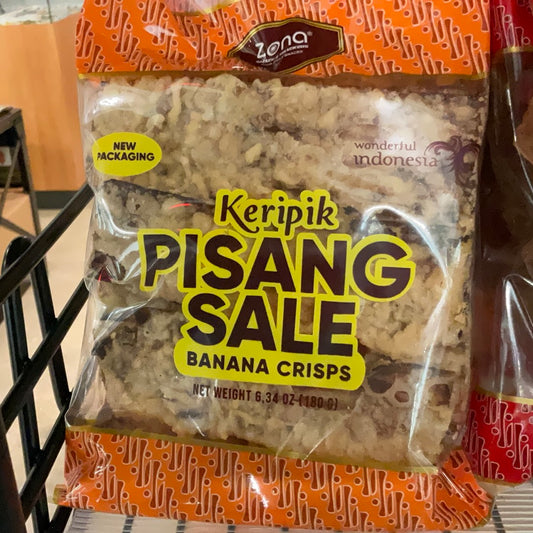 Zona®
wonderful
indonesia
NEW
PACKAGING
Keripik
PISANG
SALE
BANANA CRISPS
NET WEIGHT 6,34 OZ (180 G)